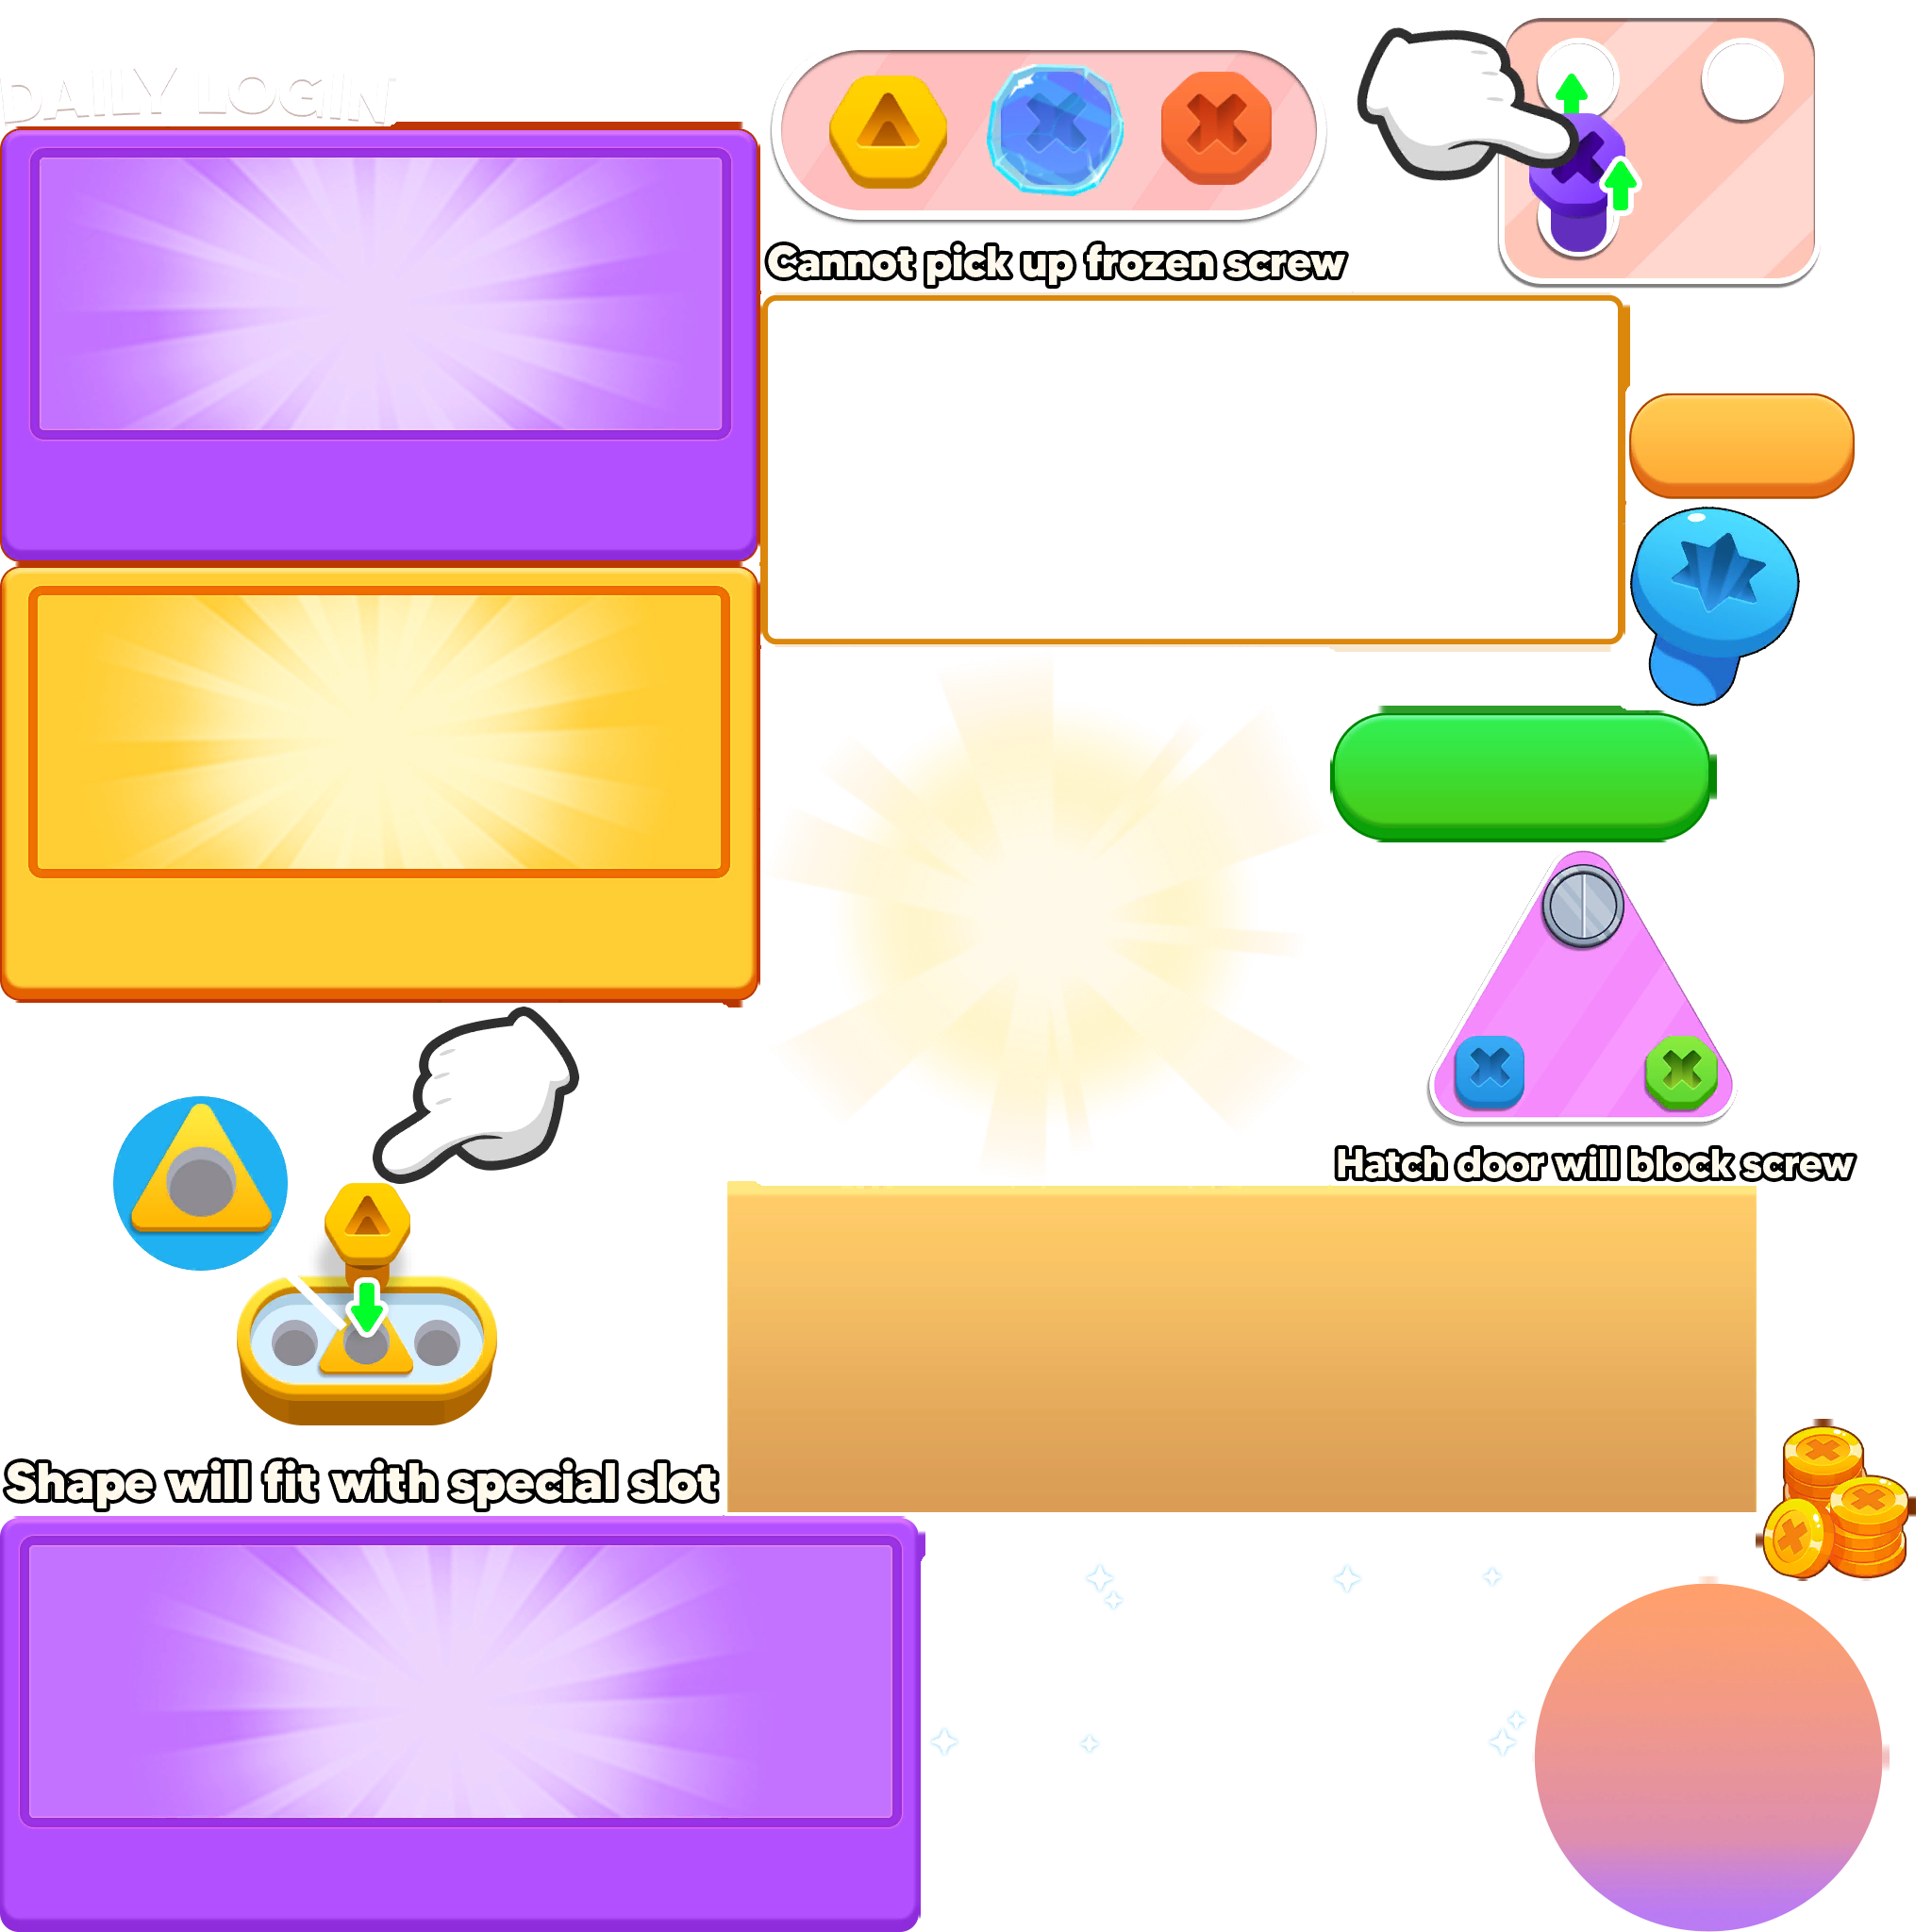 DAILY LOGIN
Cannot pick up frozen screw
Hatch door will block screw
Shape will fit with special slot